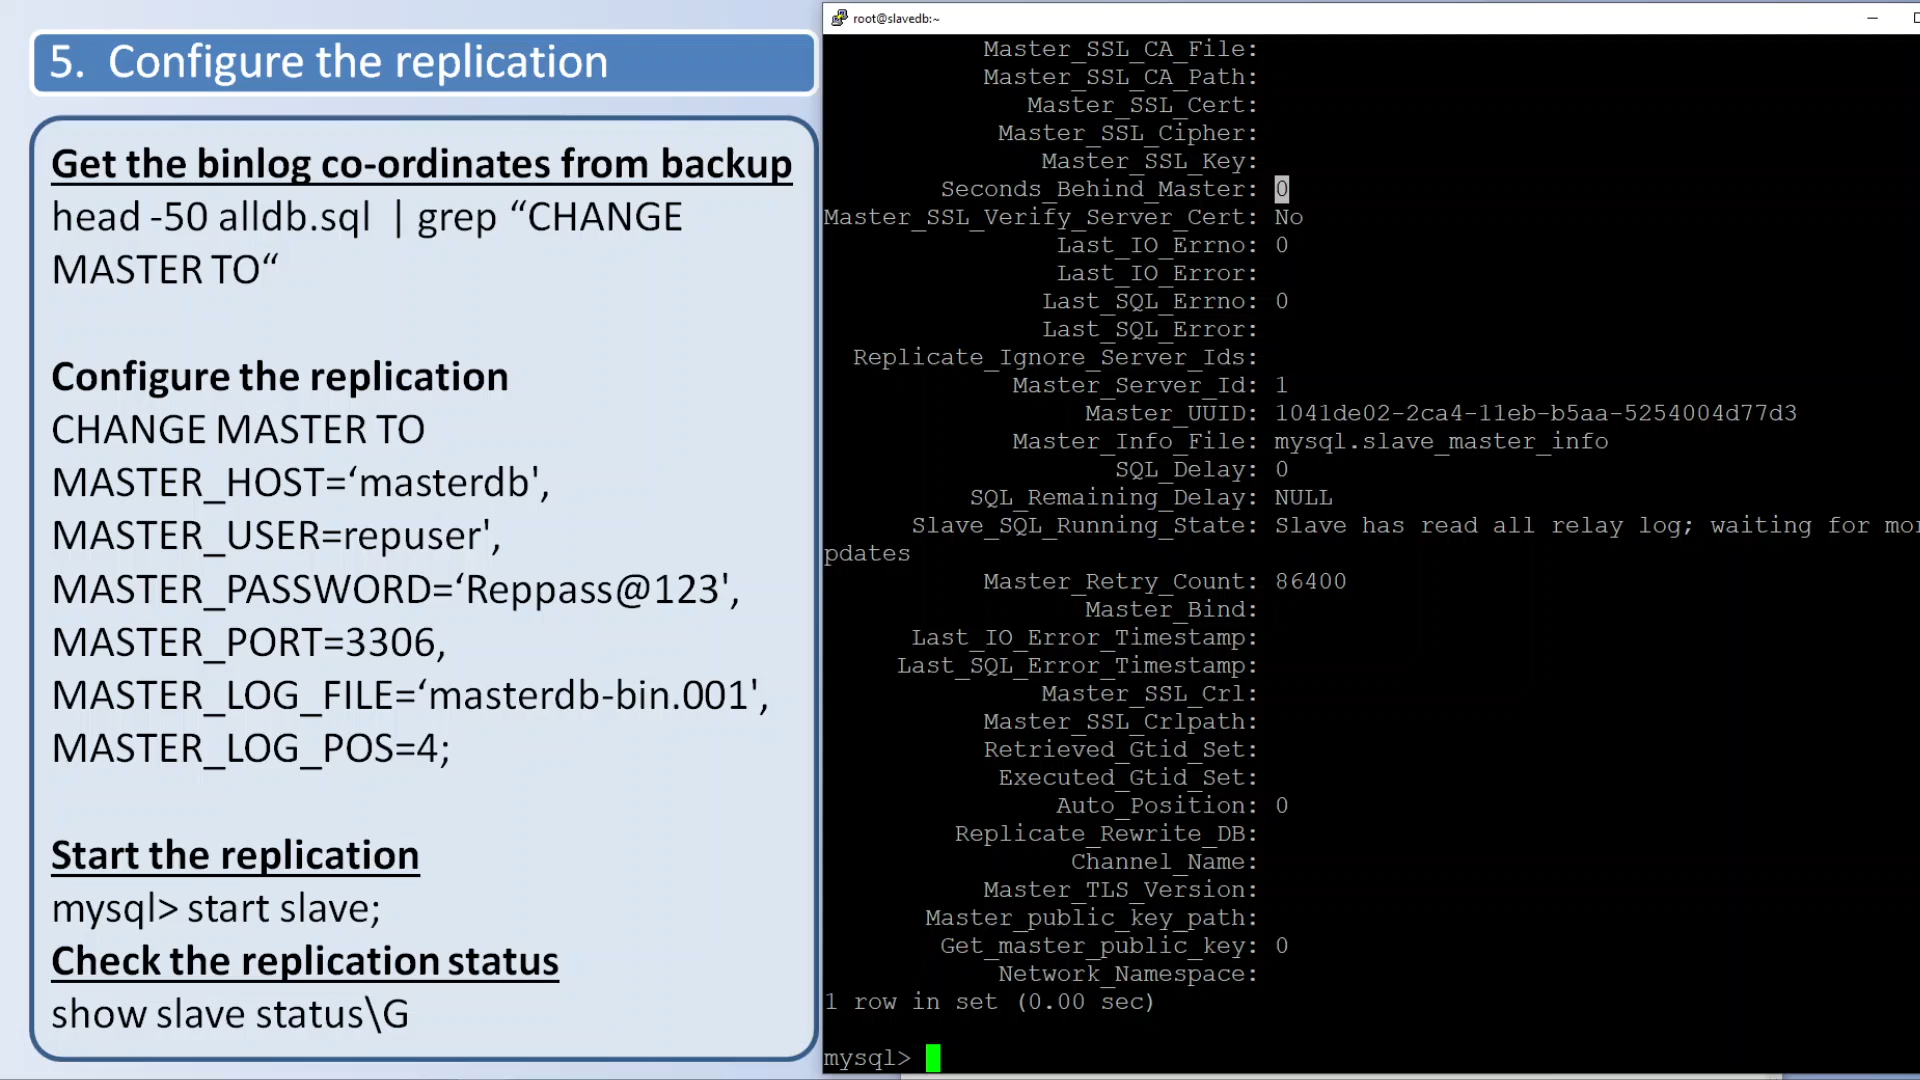 5. Configure the replication
Get the binlog co-ordinates from backup
head -50 alldb.sql | grep “CHANGE
MASTER TO“
Configure the replication
CHANGE MASTER TO
MASTER_HOST=‘masterdb',
MASTER_USER=repuser',
MASTER_PASSWORD=‘Reppass@123',
MASTER_PORT=3306,
MASTER_LOG_FILE=‘masterdb-bin.001',
MASTER_LOG_POS=4;
Start the replication
mysql> start slave;
Check the replication status
show slave status\G
root@slavedb:~
Master_SSL_CA_File:
Master_SSL_CA_Path:
Master_SSL_Cert:
Master_SSL_Cipher:
Master_SSL_Key:
Seconds_Behind_Master: 0
Master_SSL_Verify_Server_Cert: No
Last_IO_Errno: 0
Last_IO_Error:
Last_SQL_Errno: 0
Last_SQL_Error:
Replicate_Ignore_Server_Ids:
Master_Server_Id: 1
Master_UUID: 1041de02-2ca4-11eb-b5aa-5254004d77d3
Master_Info_File: mysql.slave_master_info
SQL_Delay: 0
SQL_Remaining_Delay: NULL
Slave_SQL_Running_State: Slave has read all relay log; waiting for mor
pdates
Master_Retry_Count: 86400
Master_Bind:
Last_IO_Error_Timestamp:
Last_SQL_Error_Timestamp:
Master_SSL_Crl:
Master_SSL_Crlpath:
Retrieved_Gtid_Set:
Executed_Gtid_Set:
Auto_Position: 0
Replicate_Rewrite_DB:
Channel_Name:
Master_TLS_Version:
Master_public_key_path:
Get_master_public_key: 0
Network_Namespace:
1 row in set (0.00 sec)
mysql>